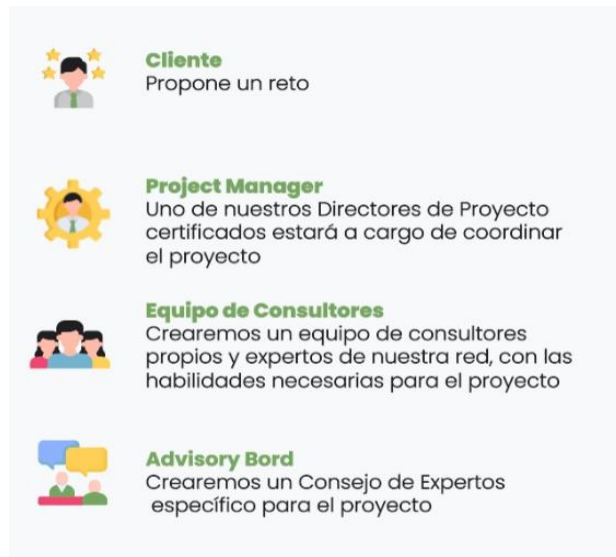 Cliente
Propone un reto
Project Manager
Uno de nuestros Directores de Proyecto
certificados estará a cargo de coordinar
el proyecto
Equipo de Consultores
Crearemos un equipo de consultores
propios y expertos de nuestra red, con las
habilidades necesarias para el proyecto
Advisory Bord
Crearemos un Consejo de Expertos
específico para el proyecto